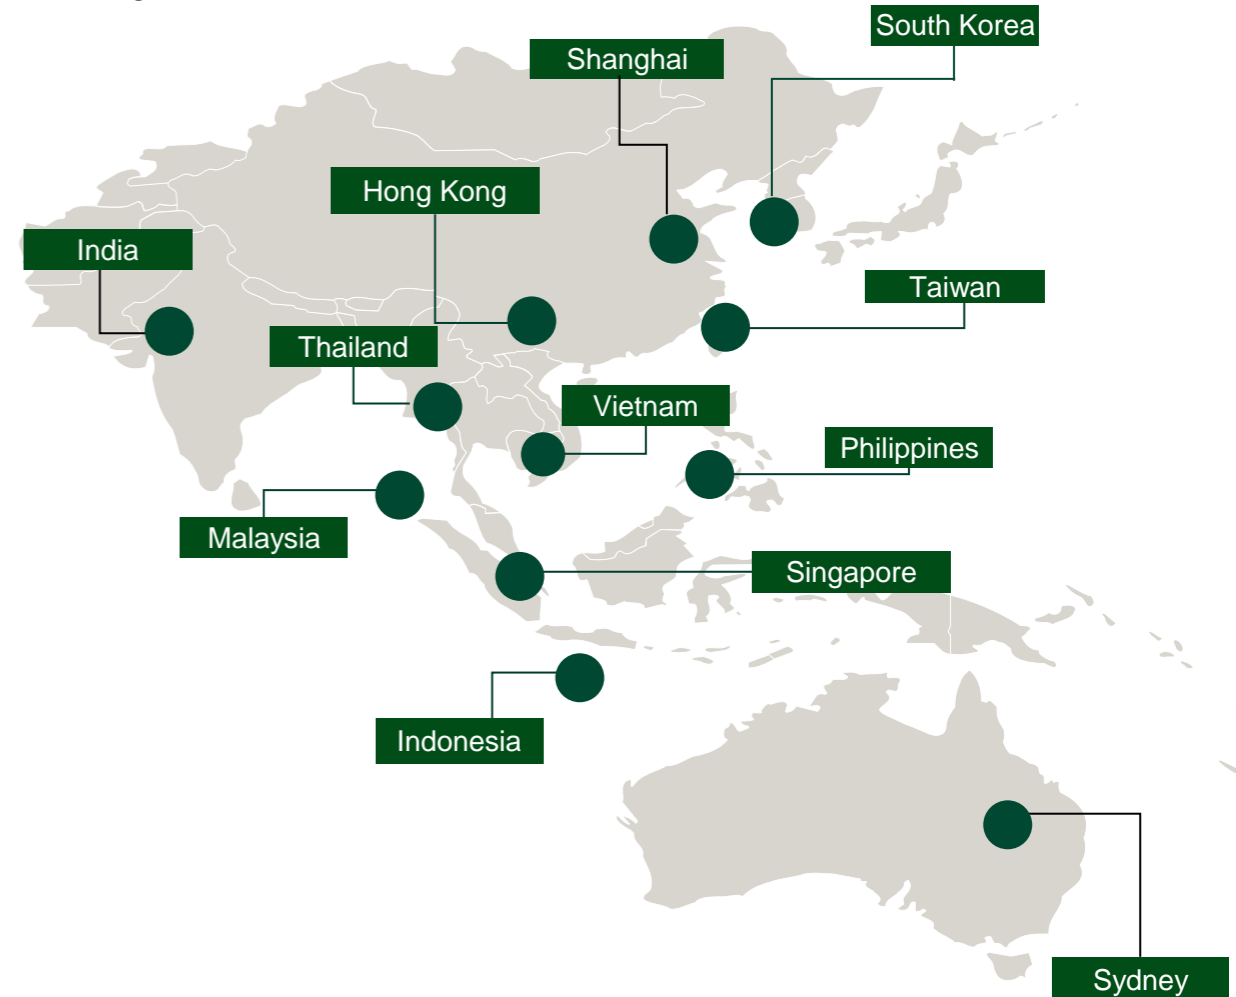 South Korea
Shanghai
Hong Kong
India
Taiwan
Thailand
Vietnam
Philippines
Malaysia
Singapore
Indonesia
Sydney